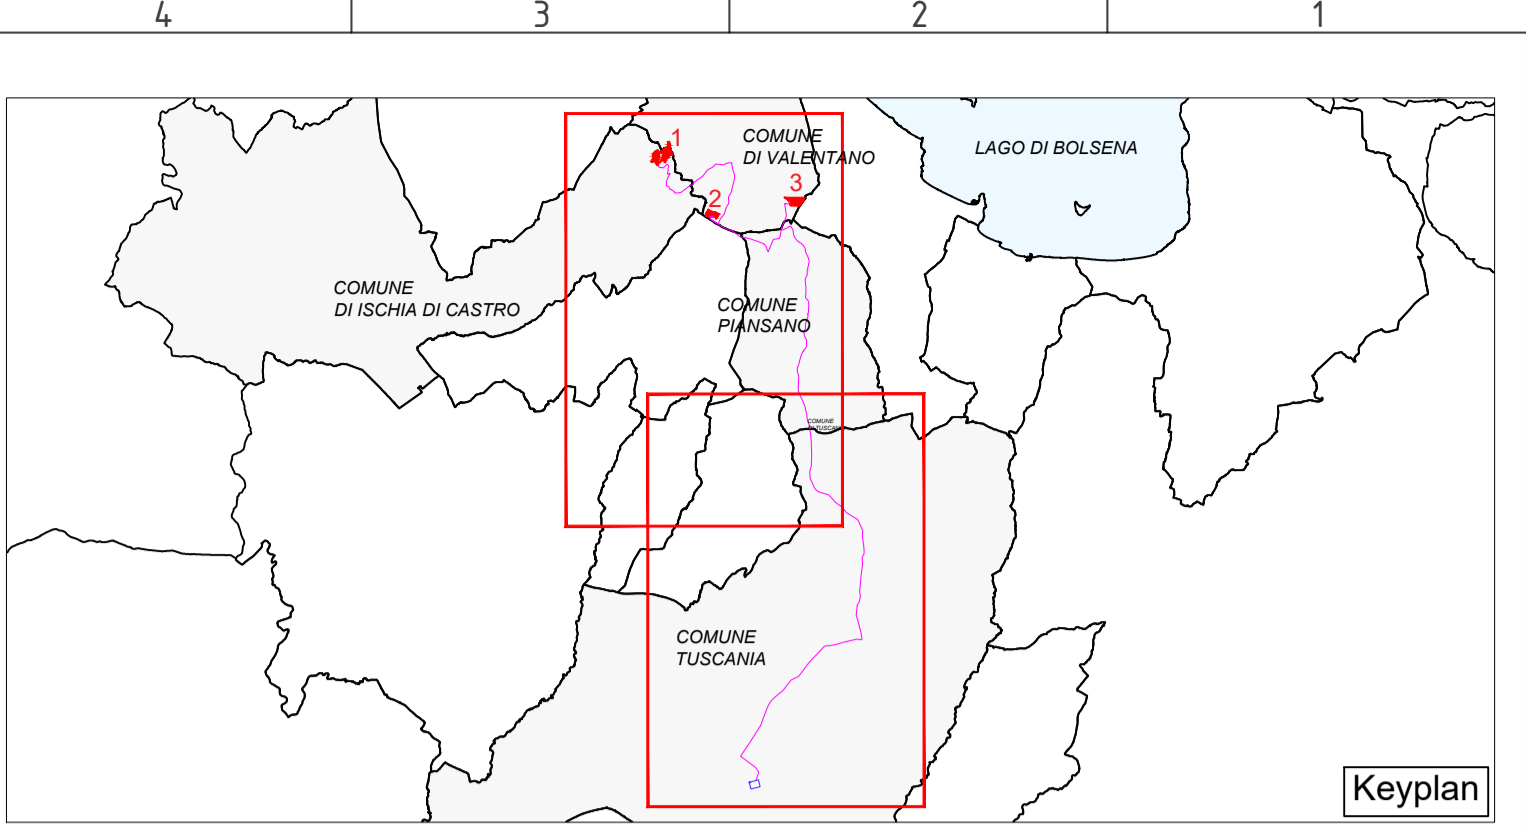 4 3 2 1
1
COMUNE
DI VALENTANO
LAGO DI BOLSENA
3
2
COMUNE
DI ISCHIA DI CASTRO
COMUNE
PIANSANO
COMUNE
COMUNE
TUSCANIA
Keyplan